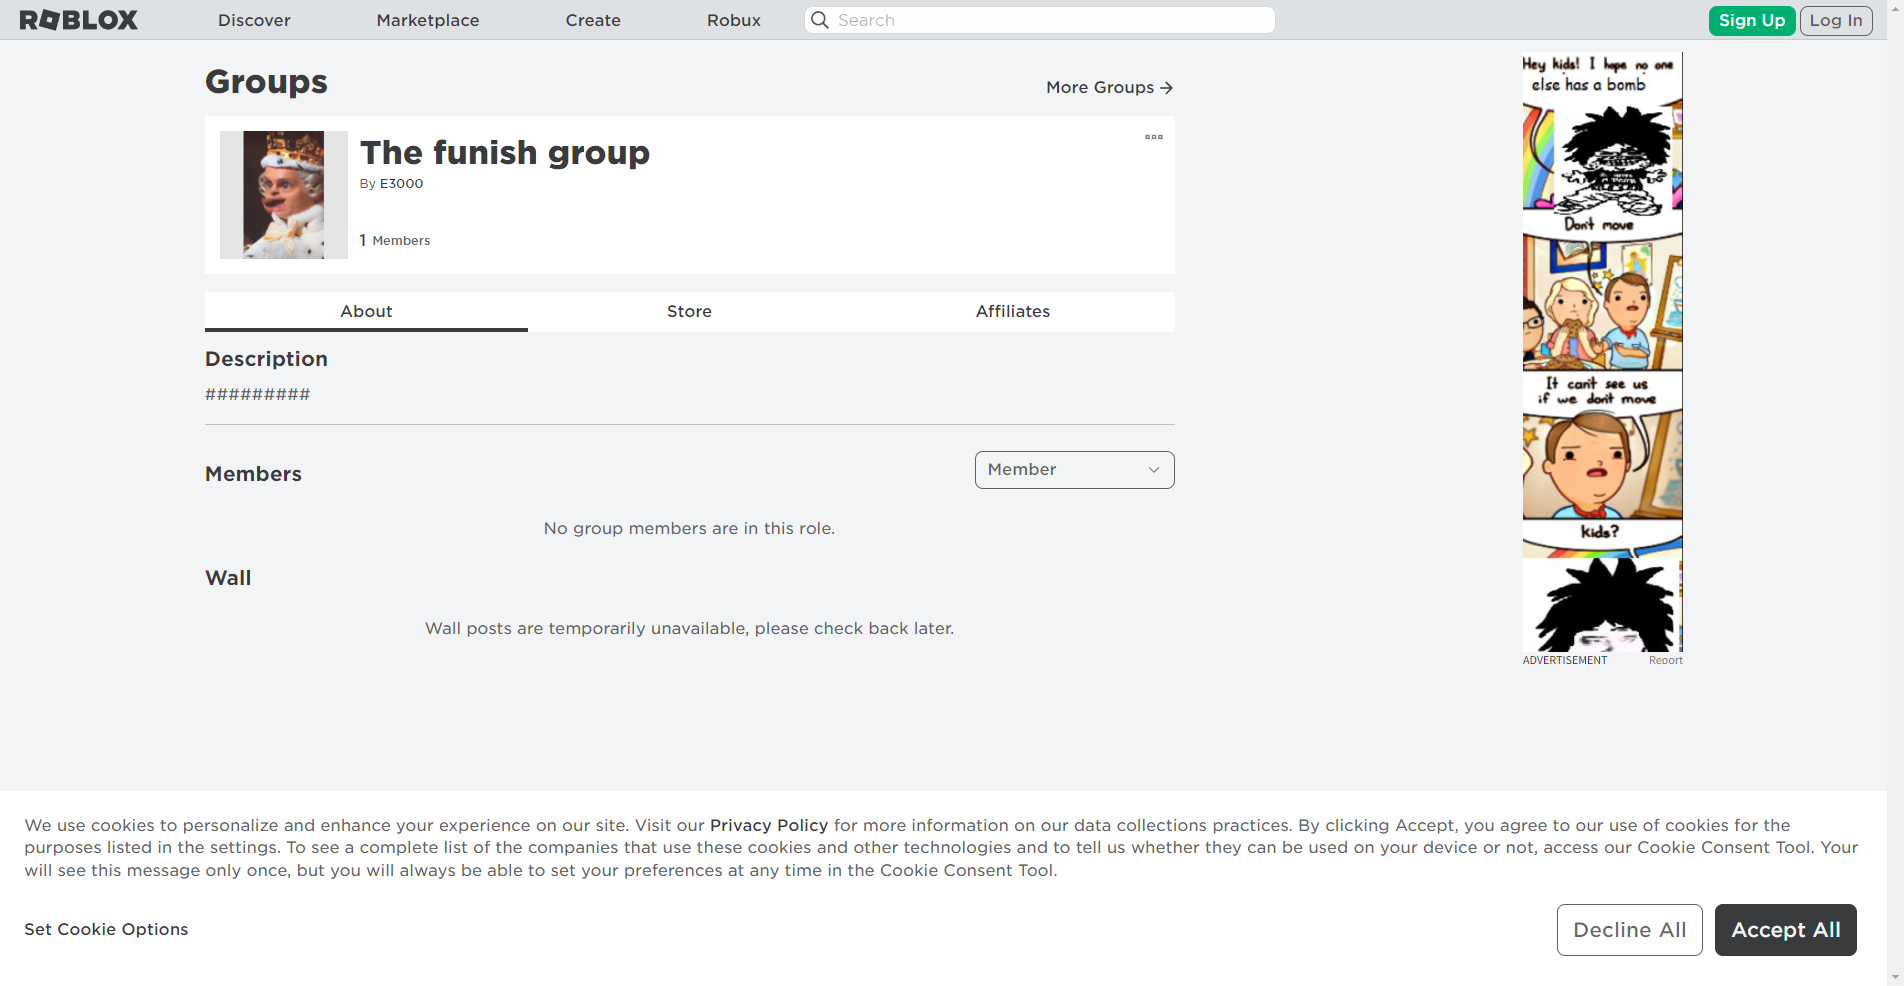 ROBLOX Discover Marketplace Create Robux Search Sign Up Log In
Groups
More Groups
The funish group
By E3000
1 Members
About Store Affiliates
Description
#########
Members
Member
No group members are in this role.
Wall
Wall posts are temporarily unavailable, please check back later.
Hey kids! I hope no one
else has a bomb
Don't move
It can't see us
if we don't move
kids?
ADVERTISEMENT Report
We use cookies to personalize and enhance your experience on our site. Visit our Privacy Policy for more information on our data collections practices. By clicking Accept, you agree to our use of cookies for the
purposes listed in the settings. To see a complete list of the companies that use these cookies and other technologies and to tell us whether they can be used on your device or not, access our Cookie Consent Tool. Your
will see this message only once, but you will always be able to set your preferences at any time in the Cookie Consent Tool.
Set Cookie Options
Decline All
Accept All